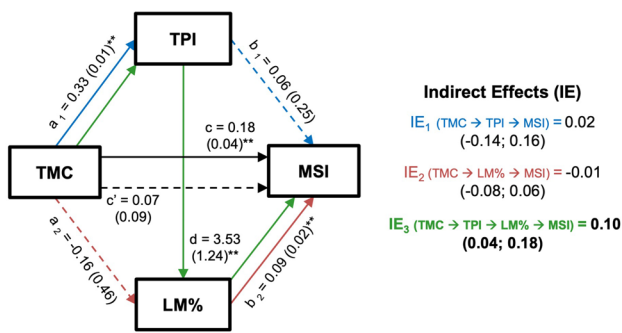 TPI
a1 = 0.33 (0.01)**
b1 = 0.06 (0.25)
Indirect Effects (IE)
IE1 (TMC → TPI → MSI) = 0.02
(-0.14; 0.16)
c = 0.18
(0.04)**
TMC
MSI
IE2 (TMC → LM% → MSI) = -0.01
(-0.08; 0.06)
c' = 0.07
(0.09)
IE3 (TMC → TPI → LM% → MSI) = 0.10
(0.04; 0.18)
a2 = -0.16 (0.46)
d = 3.53
(1.24)**
b2 = 0.09 (0.02)**
LM%